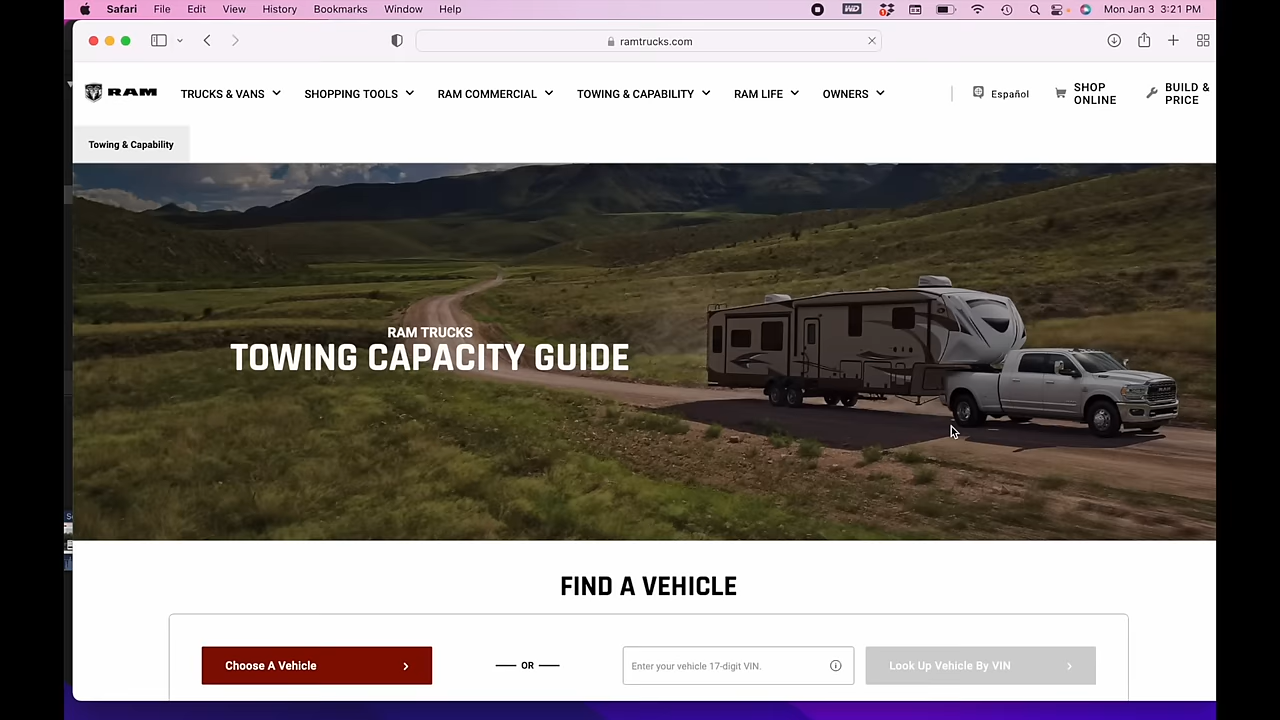 Safari File Edit View History Bookmarks Window Help
WD
1
Mon Jan 3 3:21 PM
ramtrucks.com
RAM
TRUCKS & VANS
SHOPPING TOOLS
RAM COMMERCIAL
TOWING & CAPABILITY
RAM LIFE
OWNERS
Español
SHOP
ONLINE
BUILD &
PRICE
Towing & Capability
RAM TRUCKS
TOWING CAPACITY GUIDE
FIND A VEHICLE
Choose A Vehicle
OR
Enter your vehicle 17-digit VIN.
Look Up Vehicle By VIN